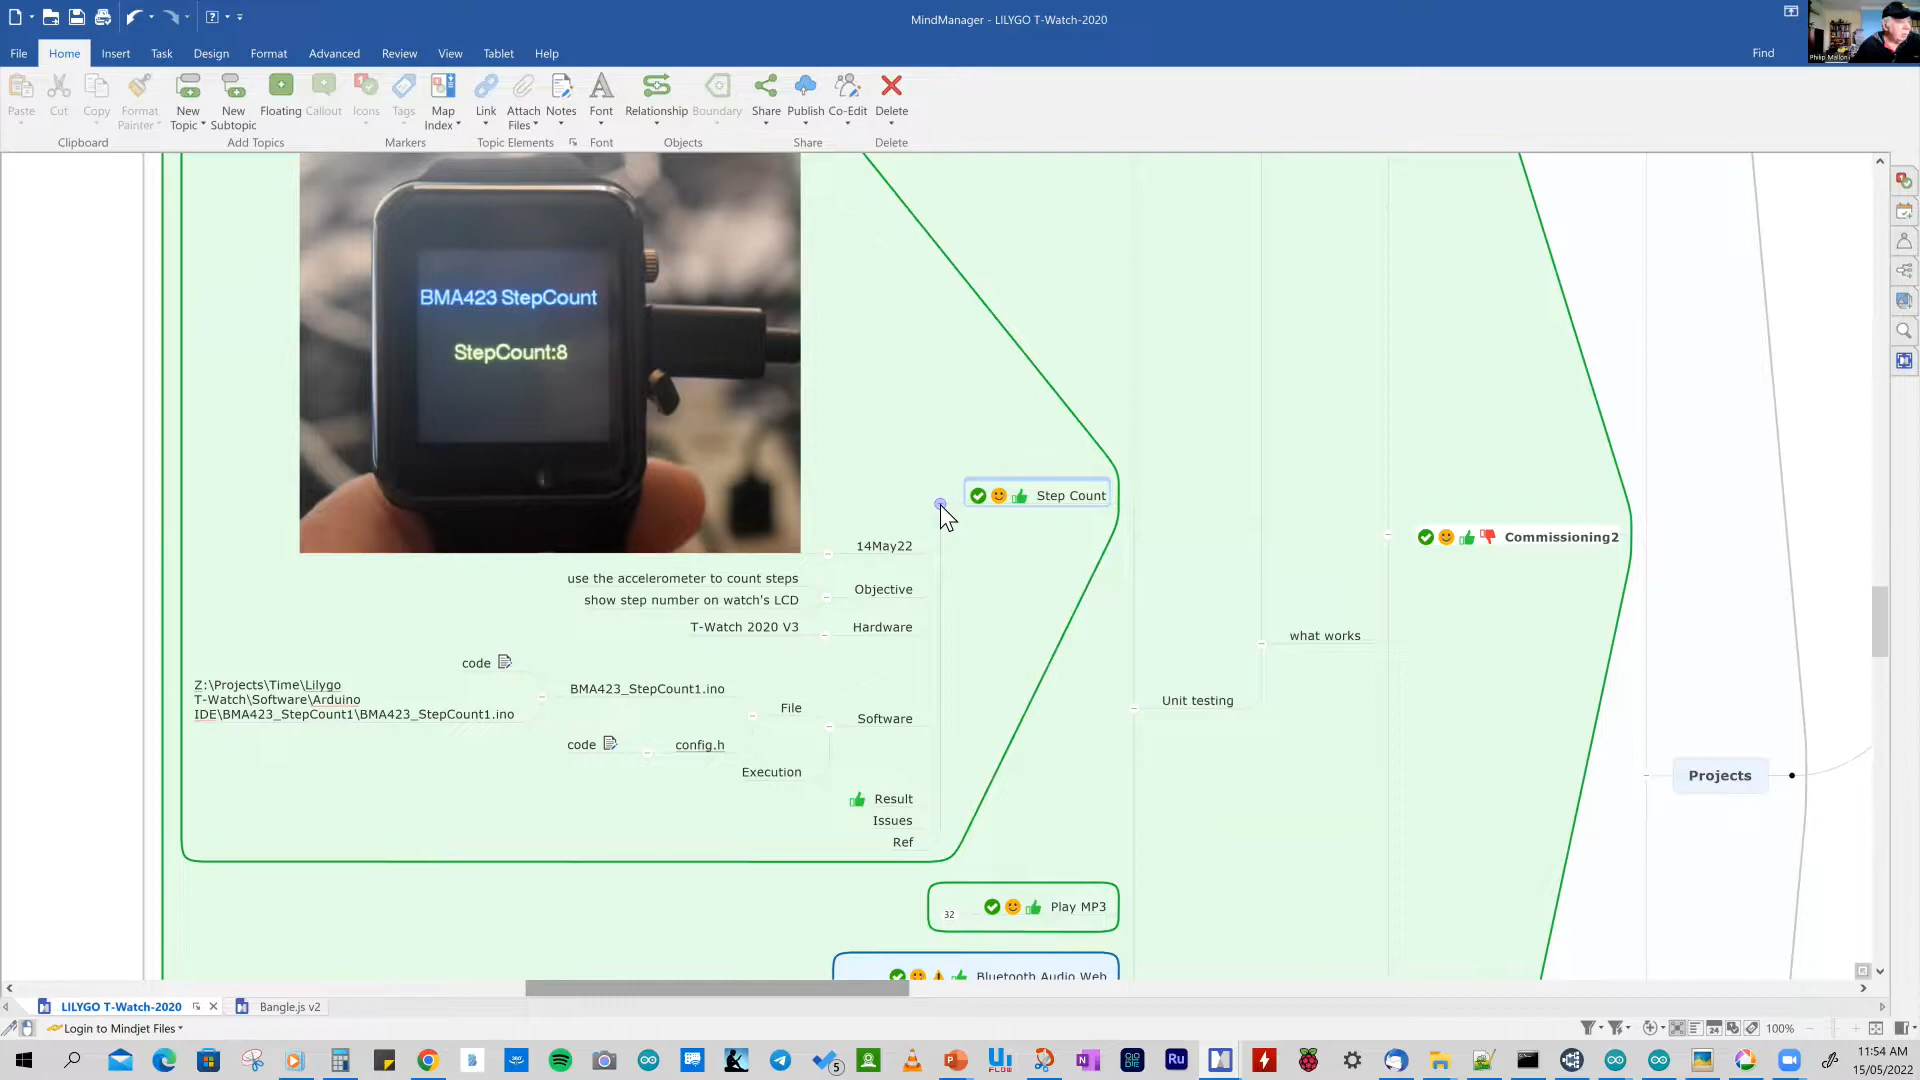 MindManager - LILYGO T-Watch-2020
File Home Insert Task Design Format Advanced Review View Tablet Help Find
Philip Mallon
Paste Cut Copy Format Painter New Topic New Subtopic Floating Callout Icons Tags Map Index Link Attach Files Notes Font Relationship Boundary Share Publish Co-Edit Delete
Clipboard Add Topics Markers Topic Elements Font Objects Share Delete
BMA423 StepCount
StepCount:8
Step Count
Commissioning2
14May22
use the accelerometer to count steps
show step number on watch's LCD
Objective
T-Watch 2020 V3
Hardware
what works
code
Z:\Projects\Time\Lilygo
T-Watch\Software\Arduino
IDE\BMA423_StepCount1\BMA423_StepCount1.ino
BMA423_StepCount1.ino
File
Software
Unit testing
code
config.h
Execution
Projects
Result
Issues
Ref
32
Play MP3
Bluetooth Audio Web
LILYGO T-Watch-2020
Bangle.js v2
Login to Mindjet Files
24
100%
5
Ru
11:54 AM
15/05/2022